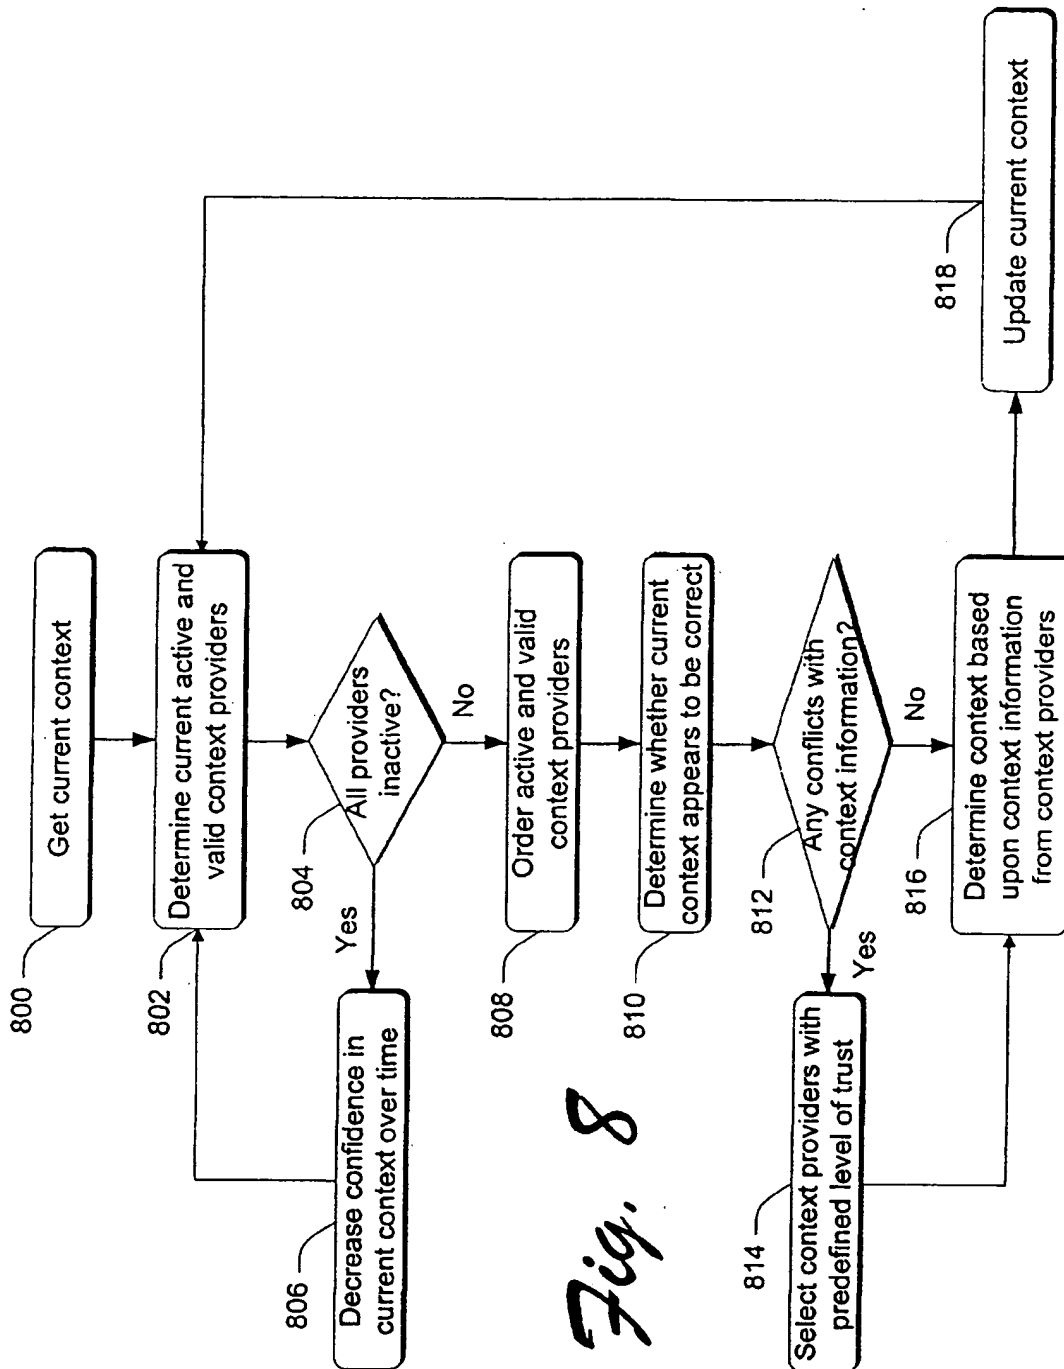 800
Get current context
802
Determine current active and
valid context providers
804
All providers
inactive?
Yes
No
806
Decrease confidence in
current context over time
808
Order active and valid
context providers
810
Determine whether current
context appears to be correct
812
Any conflicts with
context information?
Yes
No
814
Select context providers with
predefined level of trust
816
Determine context based
upon context information
from context providers
818
Update current context
Fig. 8